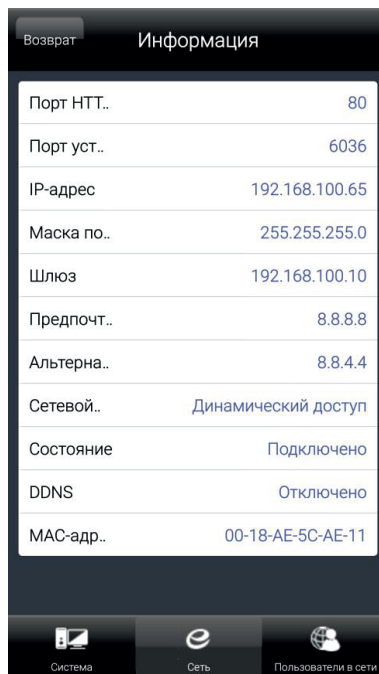 Возврат Информация
Порт HTT.. 80
Порт уст.. 6036
IP-адрес 192.168.100.65
Маска по.. 255.255.255.0
Шлюз 192.168.100.10
Предпочт.. 8.8.8.8
Альтерна.. 8.8.4.4
Сетевой.. Динамический доступ
Состояние Подключено
DDNS Отключено
MAC-адр.. 00-18-AE-5C-AE-11
Система Сеть Пользователи в сети